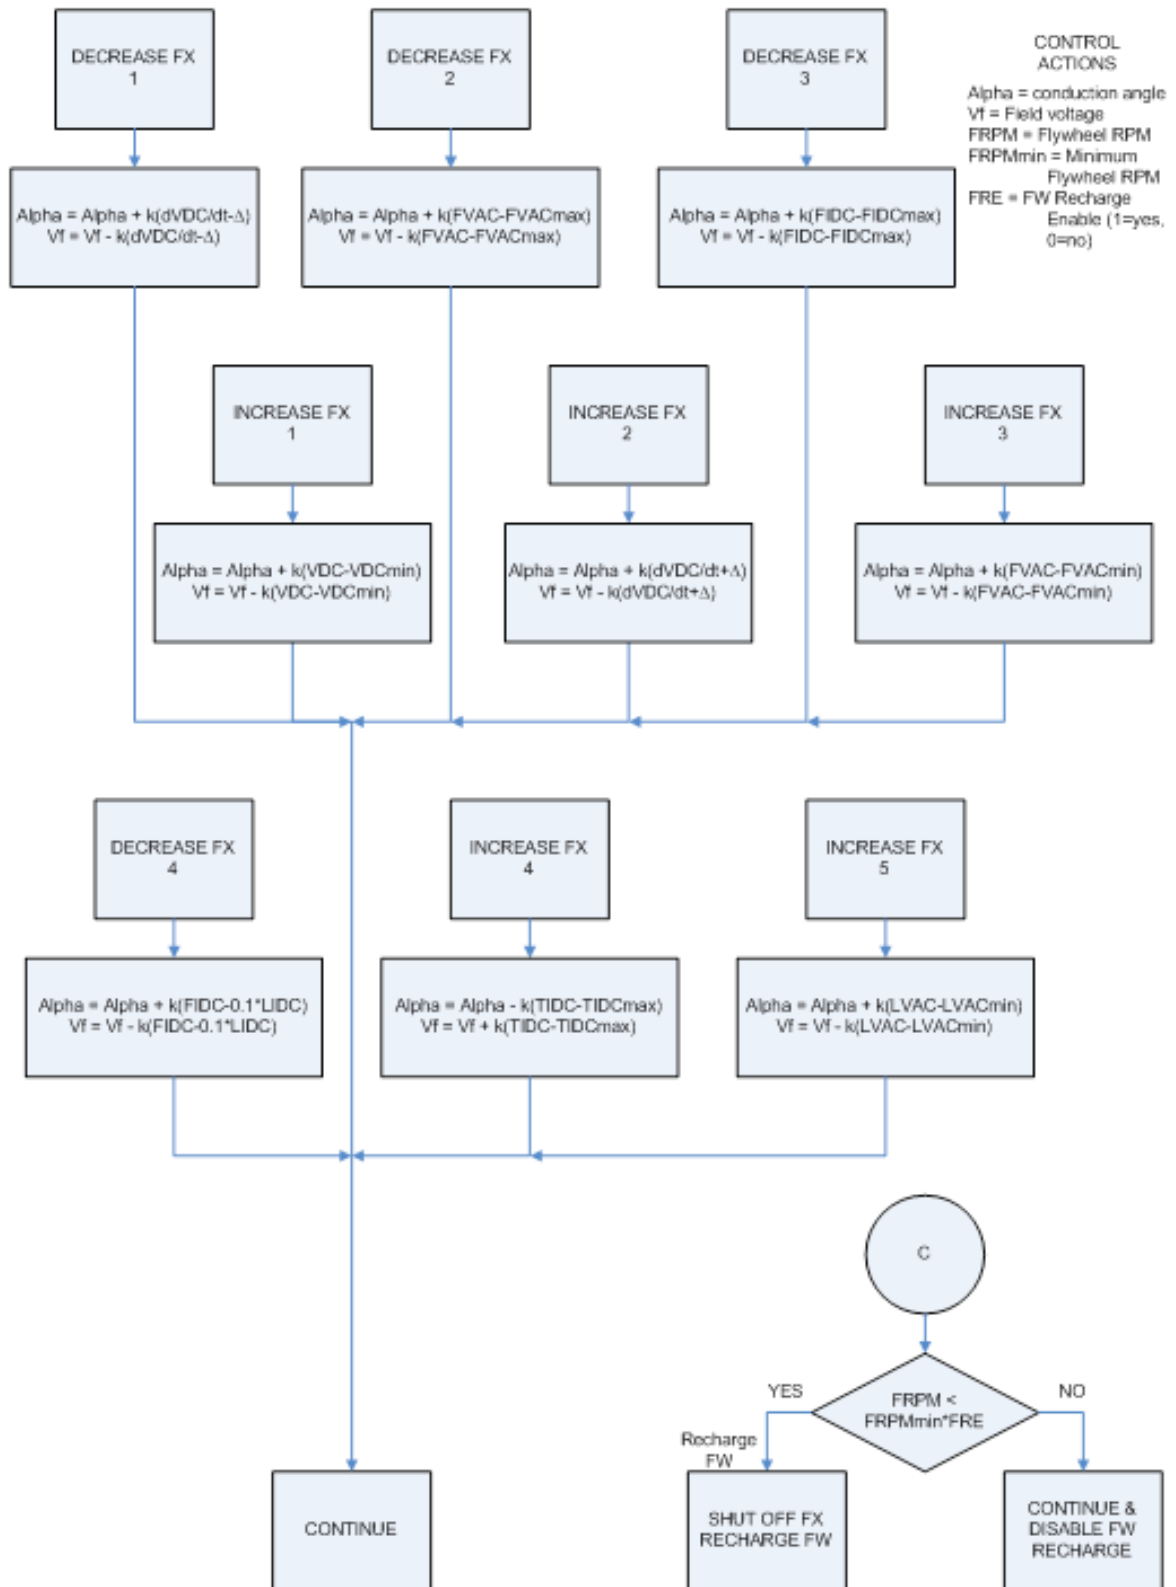 DECREASE FX
1
DECREASE FX
2
DECREASE FX
3
CONTROL
ACTIONS
Alpha = conduction angle
Vf = Field voltage
FRPM = Flywheel RPM
FRPMmin = Minimum
Flywheel RPM
FRE = FW Recharge
Enable (1=yes,
0=no)
Alpha = Alpha + k(dVDC/dt-Δ)
Vf = Vf - k(dVDC/dt-Δ)
Alpha = Alpha + k(FVAC-FVACmax)
Vf = Vf - k(FVAC-FVACmax)
Alpha = Alpha + k(FIDC-FIDCmax)
Vf = Vf - k(FIDC-FIDCmax)
INCREASE FX
1
INCREASE FX
2
INCREASE FX
3
Alpha = Alpha + k(VDC-VDCmin)
Vf = Vf - k(VDC-VDCmin)
Alpha = Alpha + k(dVDC/dt+Δ)
Vf = Vf - k(dVDC/dt+Δ)
Alpha = Alpha + k(FVAC-FVACmin)
Vf = Vf - k(FVAC-FVACmin)
DECREASE FX
4
INCREASE FX
4
INCREASE FX
5
Alpha = Alpha + k(FIDC-0.1*LIDC)
Vf = Vf - k(FIDC-0.1*LIDC)
Alpha = Alpha - k(TIDC-TIDCmax)
Vf = Vf + k(TIDC-TIDCmax)
Alpha = Alpha + k(LVAC-LVACmin)
Vf = Vf - k(LVAC-LVACmin)
C
YES
FRPM <
FRPMmin*FRE
NO
Recharge
FW
CONTINUE
SHUT OFF FX
RECHARGE FW
CONTINUE &
DISABLE FW
RECHARGE